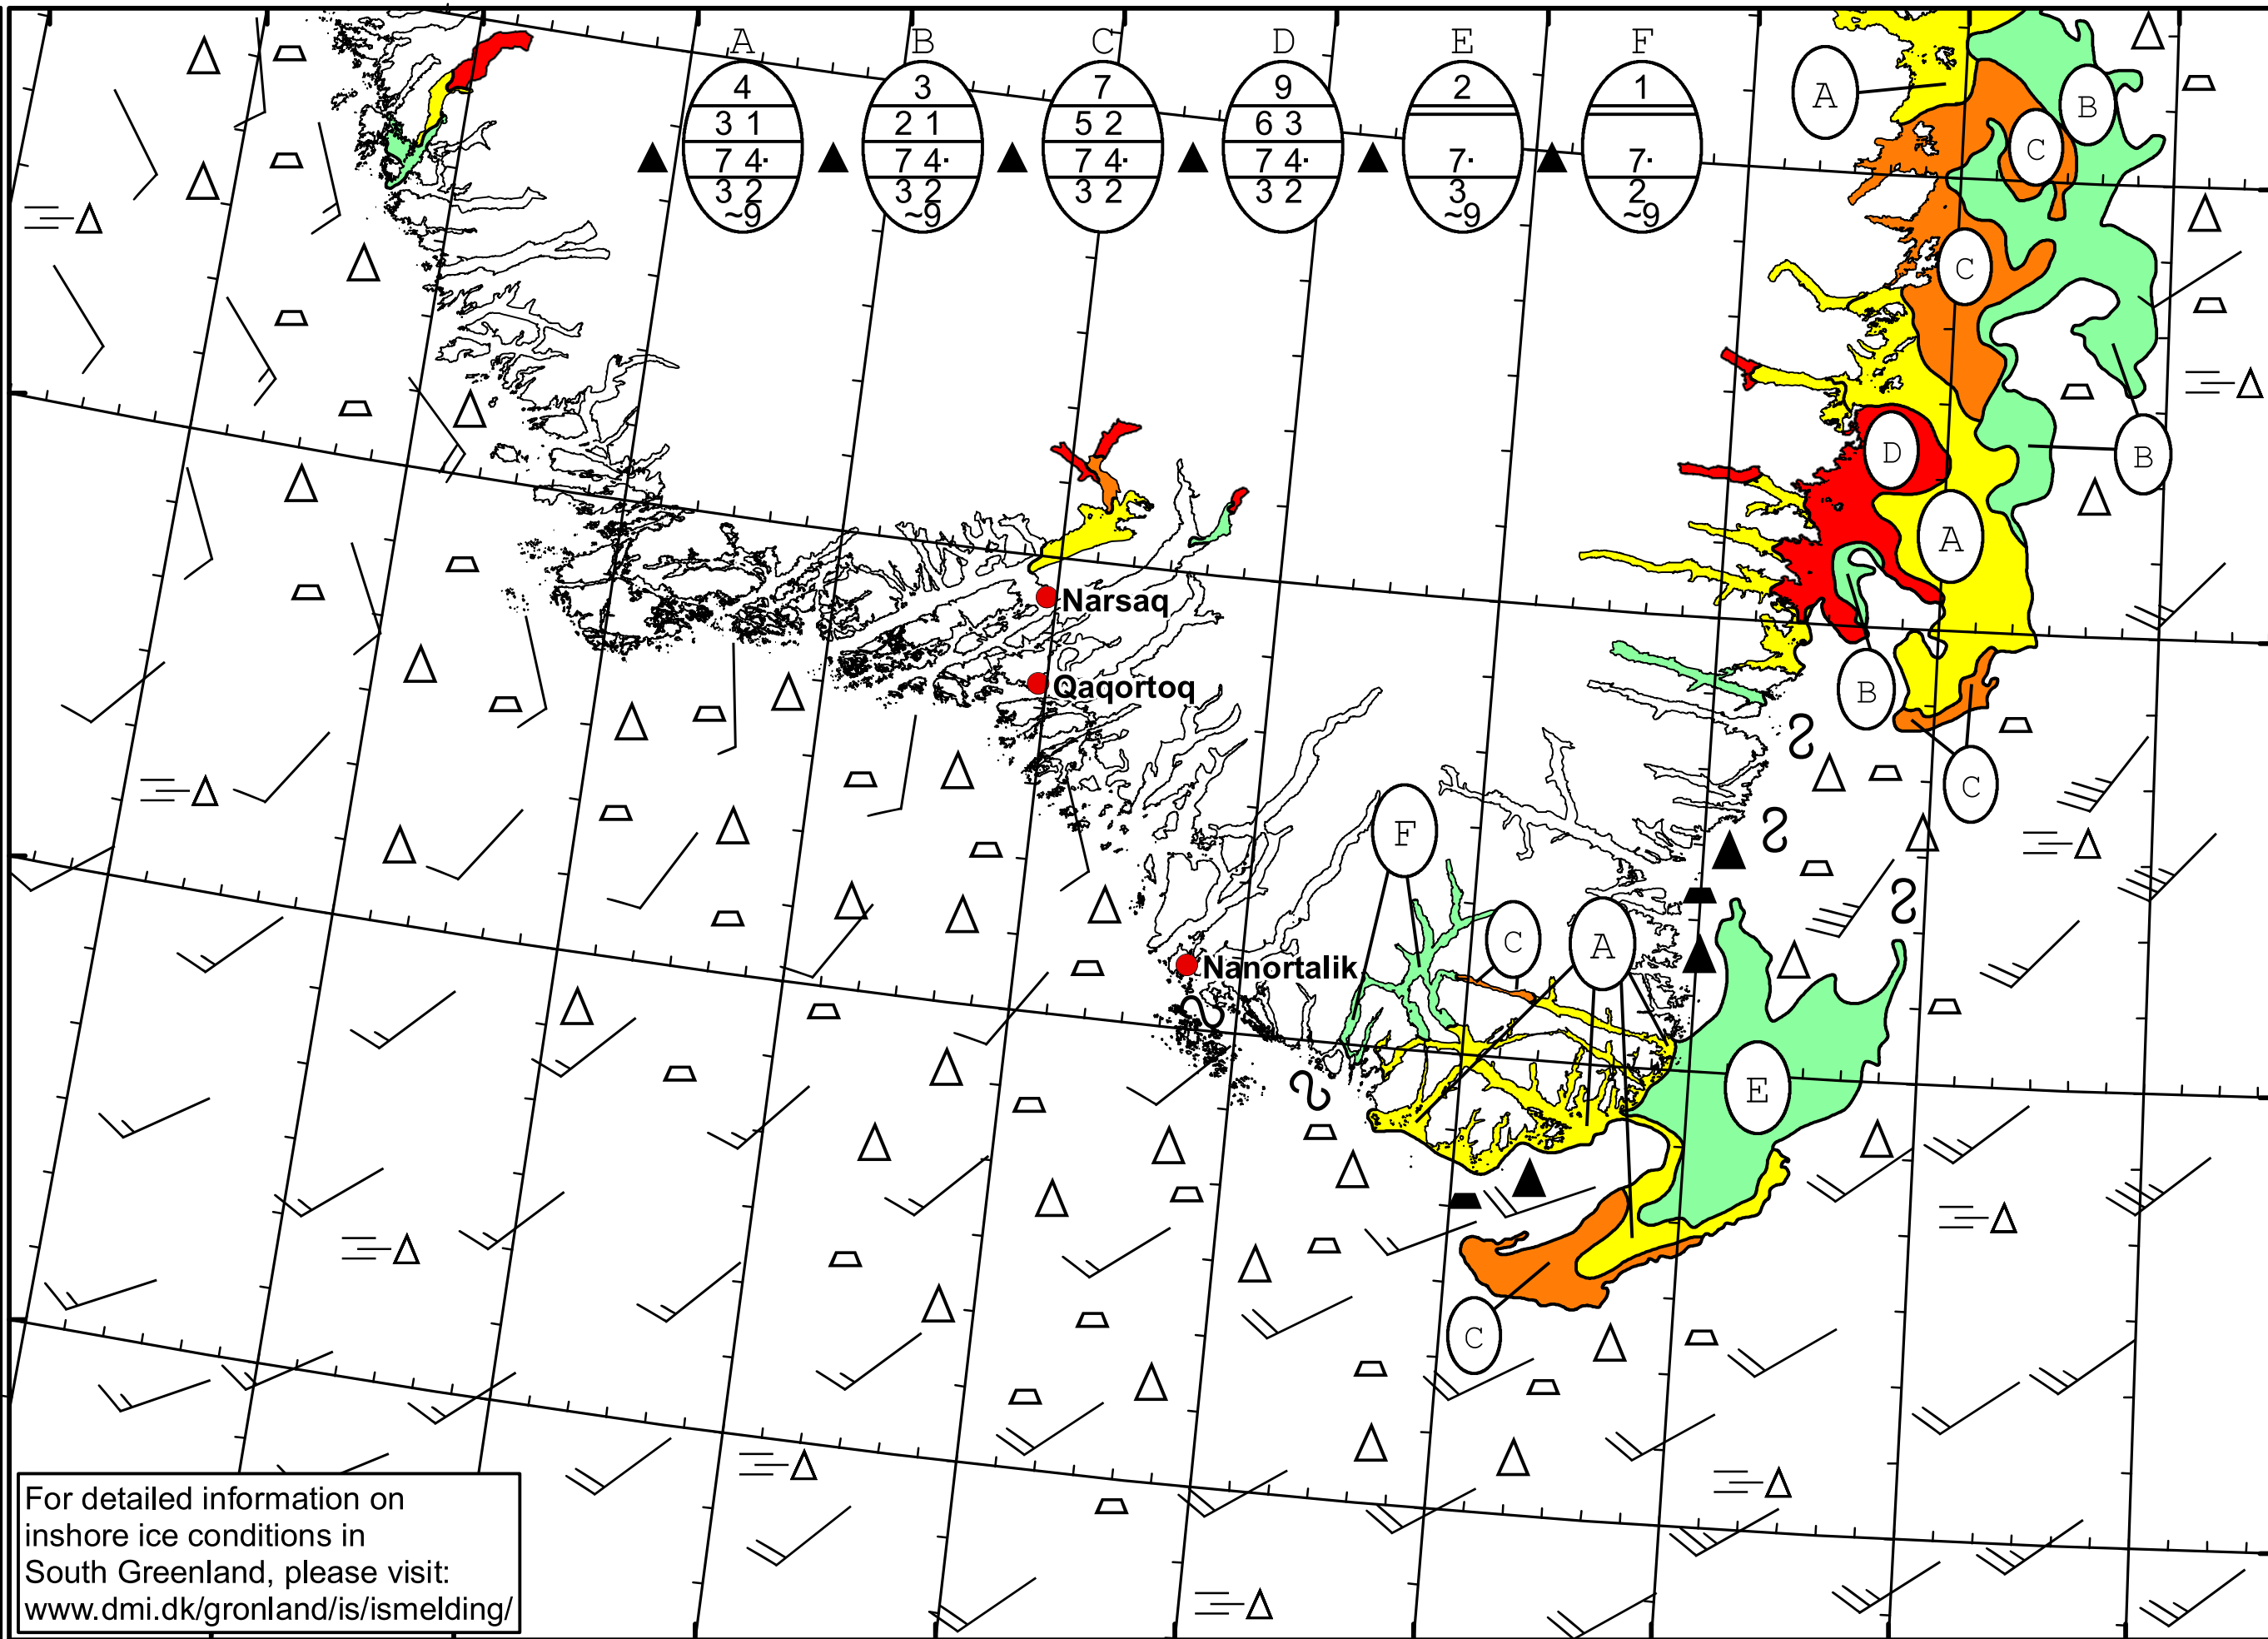 A B C D E F
4 3 7 9 2 1
3 1 2 1 5 2 6 3
7 4· 7 4· 7 4· 7 4· 7· 7·
3 2 3 2 3 2 3 2 3 2
~9 ~9 ~9 ~9
A
B
C
C
D
B
A
Narsaq
B
Qaqortoq
C
F
C
A
Nanortalik
E
C
For detailed information on
inshore ice conditions in
South Greenland, please visit:
www.dmi.dk/gronland/is/ismelding/